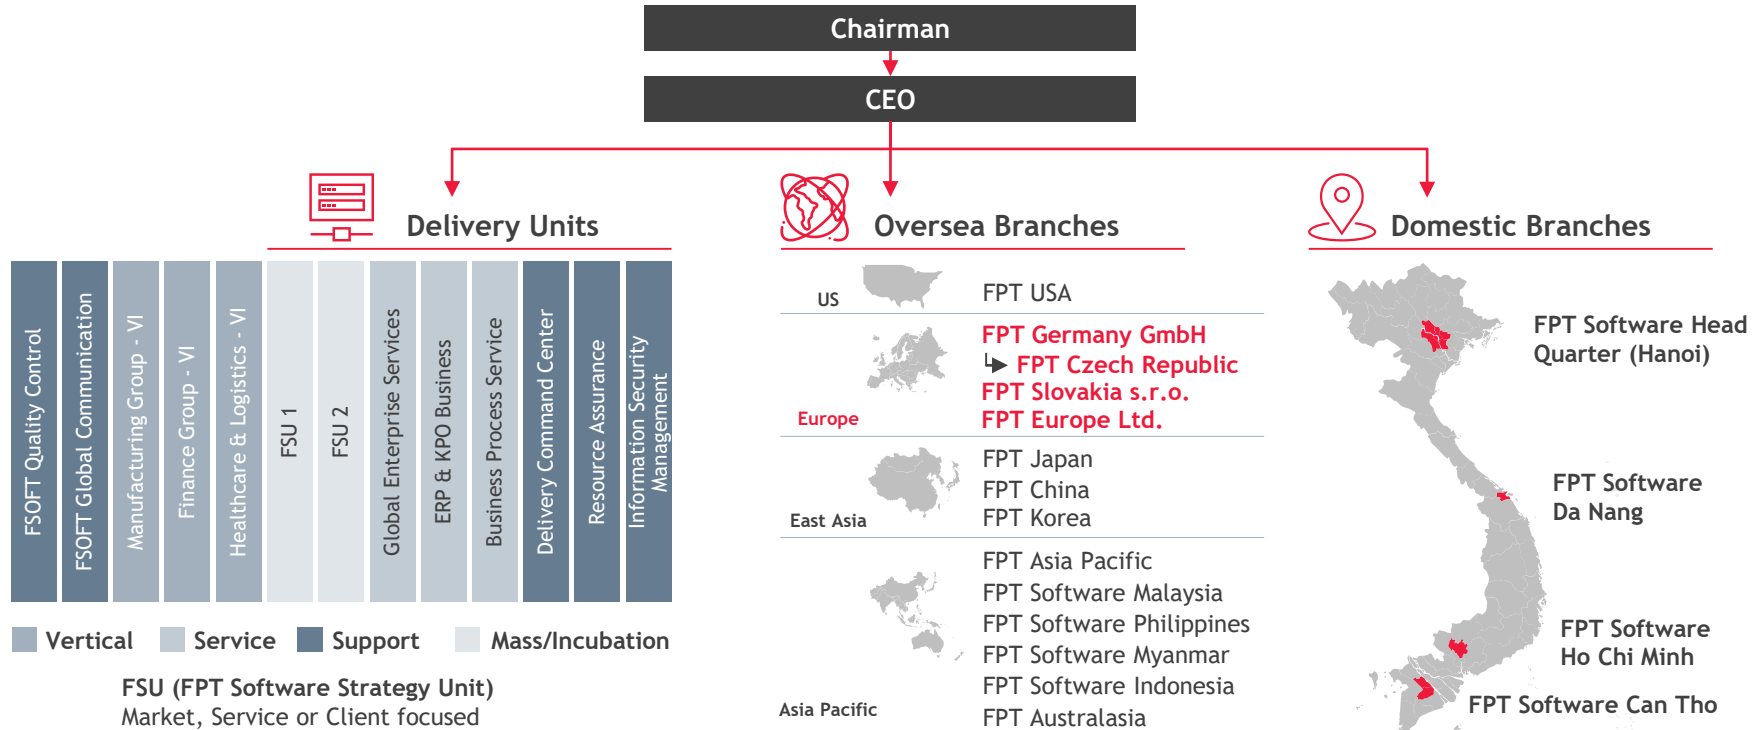 Chairman
CEO
Delivery Units
FSOFT Quality Control
FSOFT Global Communication
Manufacturing Group - VI
Finance Group - VI
Healthcare & Logistics - VI
FSU 1
FSU 2
Global Enterprise Services
ERP & KPO Business
Business Process Service
Delivery Command Center
Resource Assurance
Information Security
Management
Vertical
Service
Support
Mass/Incubation
FSU (FPT Software Strategy Unit)
Market, Service or Client focused
Oversea Branches
US
FPT USA
Europe
FPT Germany GmbH
FPT Czech Republic
FPT Slovakia s.r.o.
FPT Europe Ltd.
East Asia
FPT Japan
FPT China
FPT Korea
Asia Pacific
FPT Asia Pacific
FPT Software Malaysia
FPT Software Philippines
FPT Software Myanmar
FPT Software Indonesia
FPT Australasia
Domestic Branches
FPT Software Head
Quarter (Hanoi)
FPT Software
Da Nang
FPT Software
Ho Chi Minh
FPT Software Can Tho